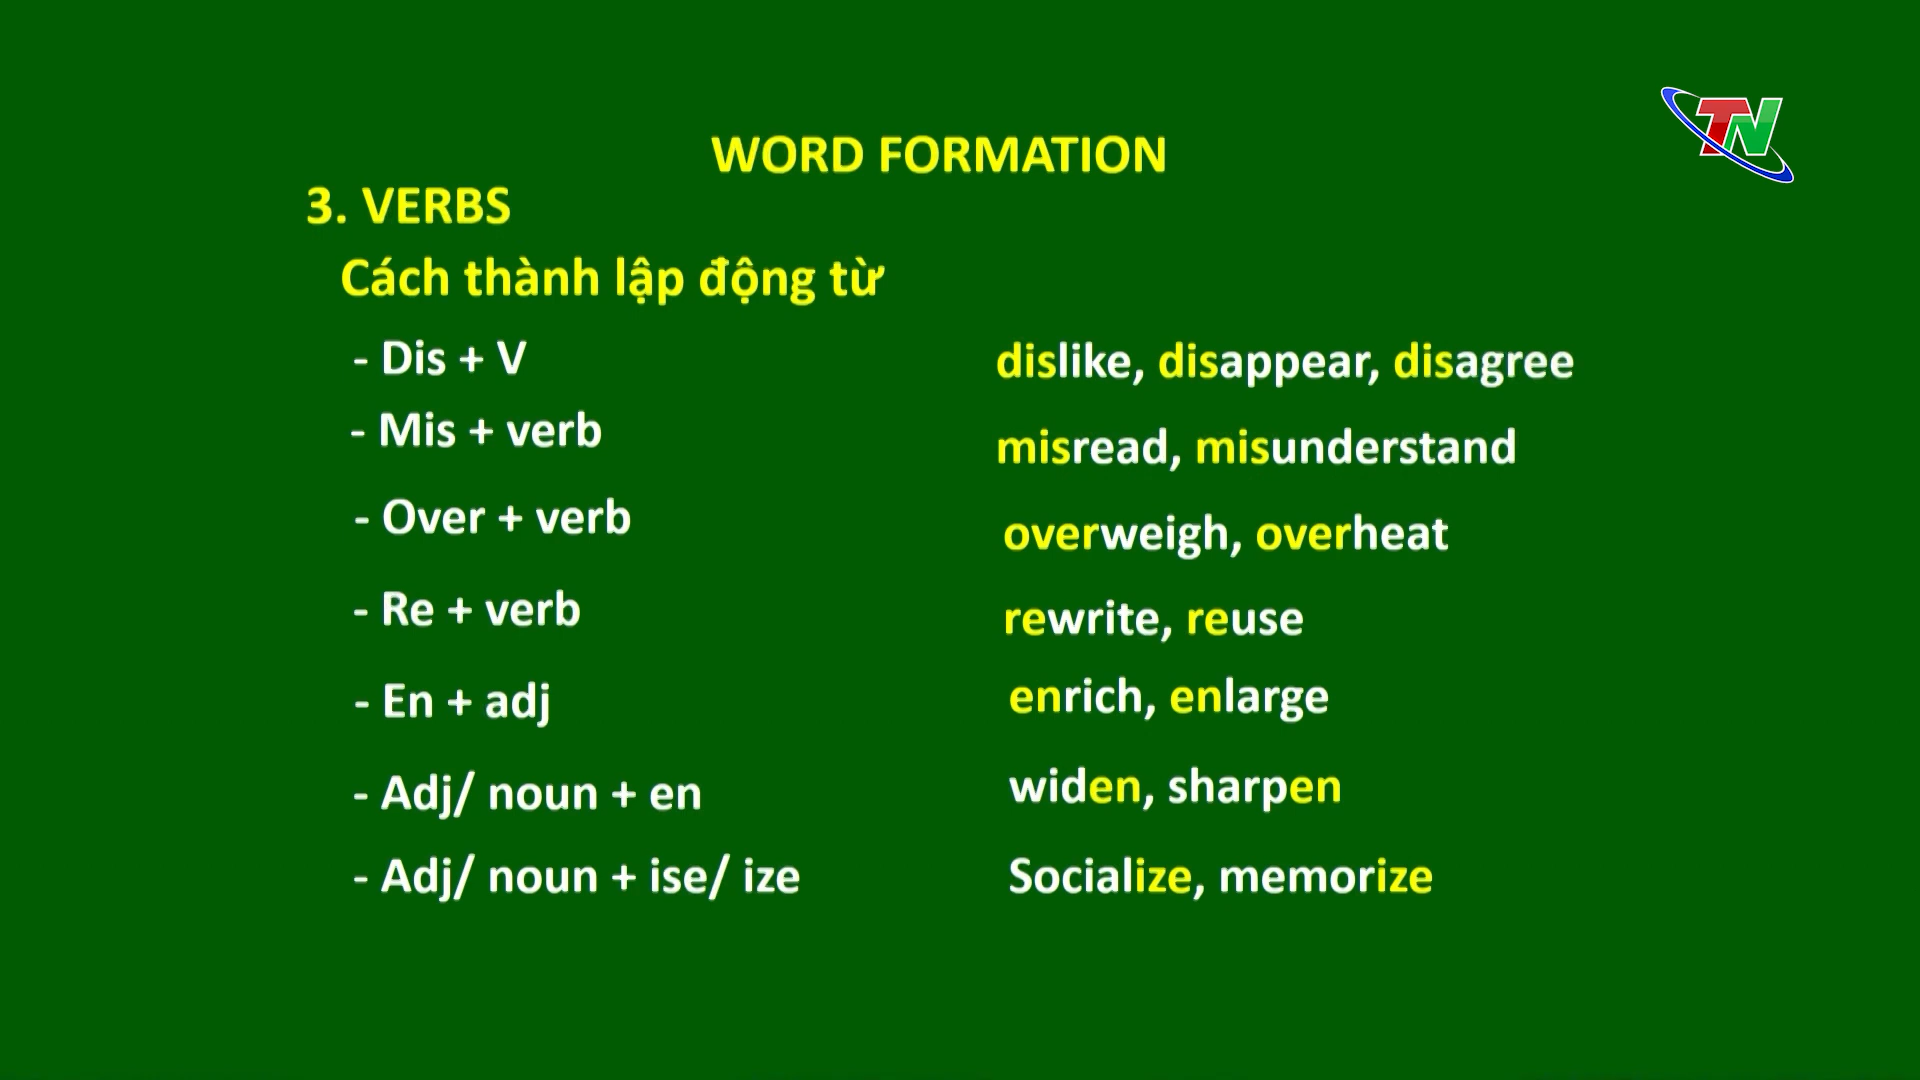 TN
WORD FORMATION
3. VERBS
Cách thành lập động từ
- Dis + V dislike, disappear, disagree
- Mis + verb misread, misunderstand
- Over + verb overweigh, overheat
- Re + verb rewrite, reuse
- En + adj enrich, enlarge
- Adj/ noun + en widen, sharpen
- Adj/ noun + ise/ ize Socialize, memorize